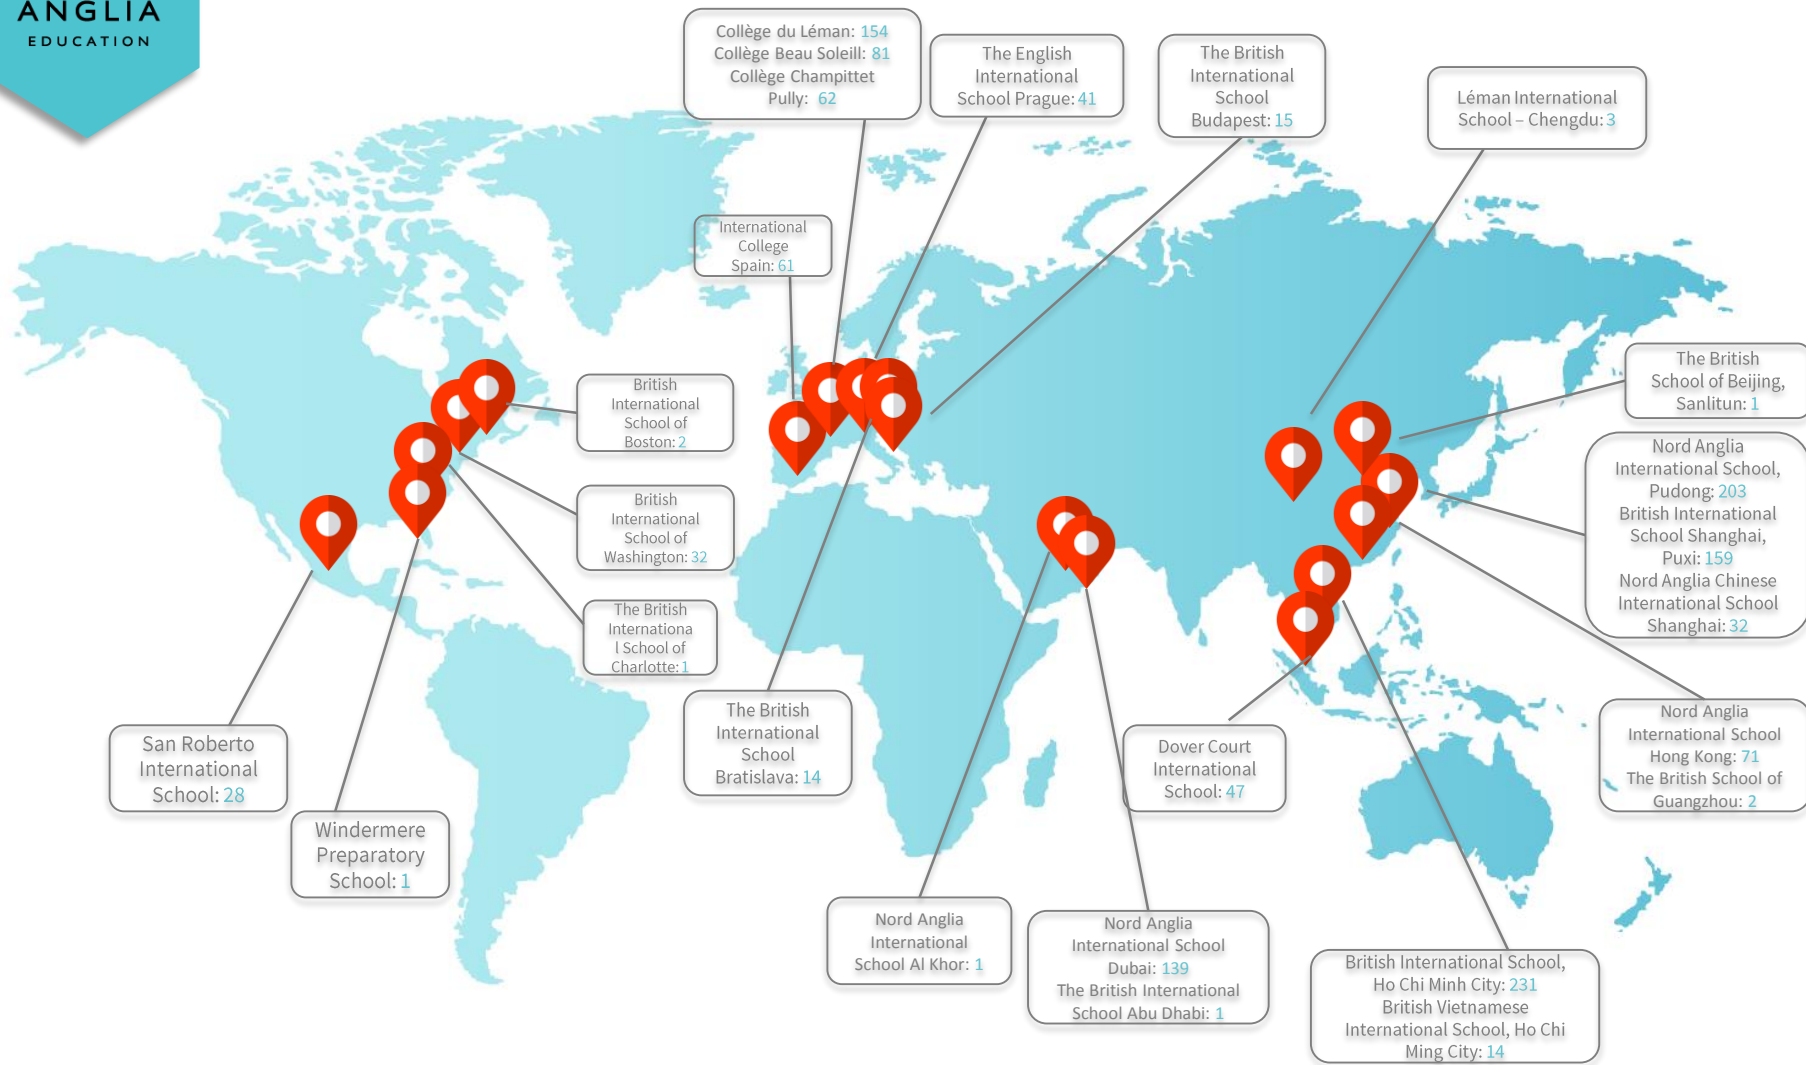 ANGLIA
EDUCATION
Collège du Léman: 154
Collège Beau Soleill: 81
Collège Champittet
Pully: 62
The English
International
School Prague: 41
The British
International
School
Budapest: 15
Léman International
School – Chengdu: 3
International
College
Spain: 61
British
International
School of
Boston: 2
British
International
School of
Washington: 32
The British
Internationa
l School of
Charlotte: 1
The British
School of Beijing,
Sanlitun: 1
Nord Anglia
International School,
Pudong: 203
British International
School Shanghai,
Puxi: 159
Nord Anglia Chinese
International School
Shanghai: 32
San Roberto
International
School: 28
Windermere
Preparatory
School: 1
The British
International
School
Bratislava: 14
Dover Court
International
School: 47
Nord Anglia
International School
Hong Kong: 71
The British School of
Guangzhou: 2
Nord Anglia
International
School Al Khor: 1
Nord Anglia
International School
Dubai: 139
The British International
School Abu Dhabi: 1
British International School,
Ho Chi Minh City: 231
British Vietnamese
International School, Ho Chi
Ming City: 14